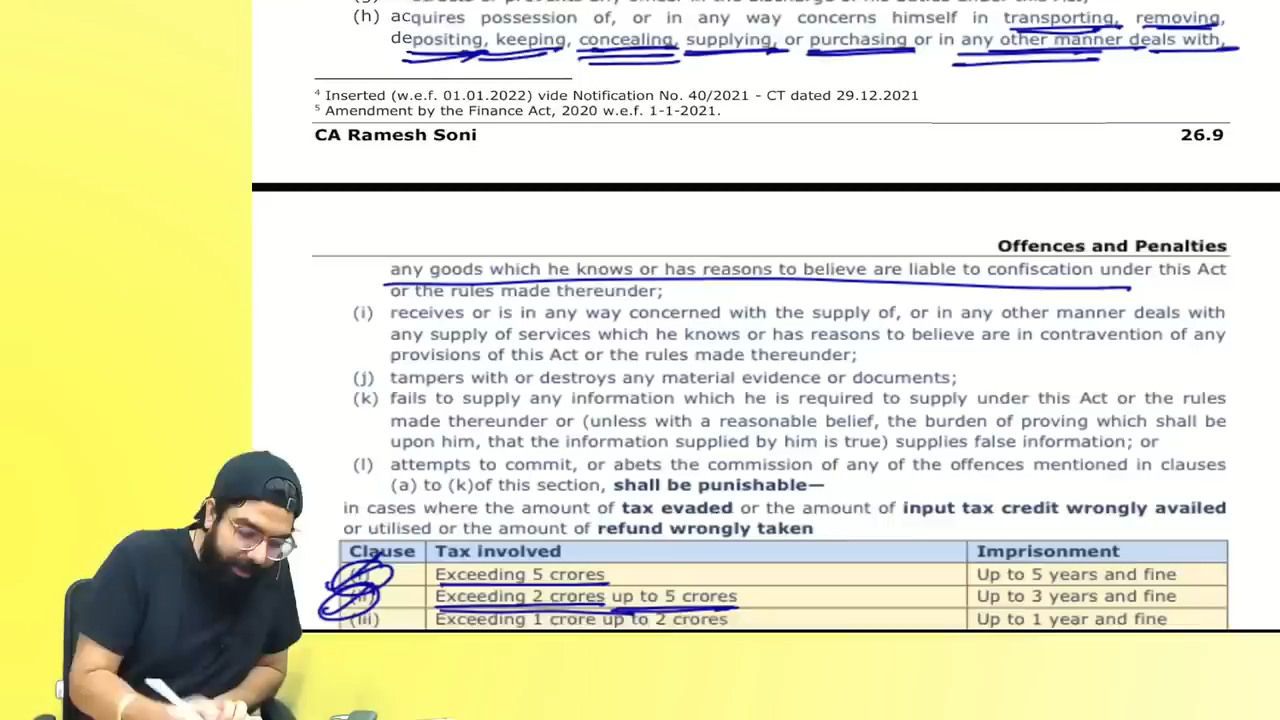 (h) acquires possession of, or in any way concerns himself in transporting, removing,
depositing, keeping, concealing, supplying, or purchasing or in any other manner deals with,
4 Inserted (w.e.f. 01.01.2022) vide Notification No. 40/2021 - CT dated 29.12.2021
5 Amendment by the Finance Act, 2020 w.e.f. 1-1-2021.
CA Ramesh Soni 26.9
Offences and Penalties
any goods which he knows or has reasons to believe are liable to confiscation under this Act
or the rules made thereunder;
(i) receives or is in any way concerned with the supply of, or in any other manner deals with
any supply of services which he knows or has reasons to believe are in contravention of any
provisions of this Act or the rules made thereunder;
(j) tampers with or destroys any material evidence or documents;
(k) fails to supply any information which he is required to supply under this Act or the rules
made thereunder or (unless with a reasonable belief, the burden of proving which shall be
upon him, that the information supplied by him is true) supplies false information; or
(l) attempts to commit, or abets the commission of any of the offences mentioned in clauses
(a) to (k)of this section, shall be punishable—
in cases where the amount of tax evaded or the amount of input tax credit wrongly availed
or utilised or the amount of refund wrongly taken
Clause Tax involved Imprisonment
Exceeding 5 crores Up to 5 years and fine
Exceeding 2 crores up to 5 crores Up to 3 years and fine
(iii) Exceeding 1 crore up to 2 crores Up to 1 year and fine